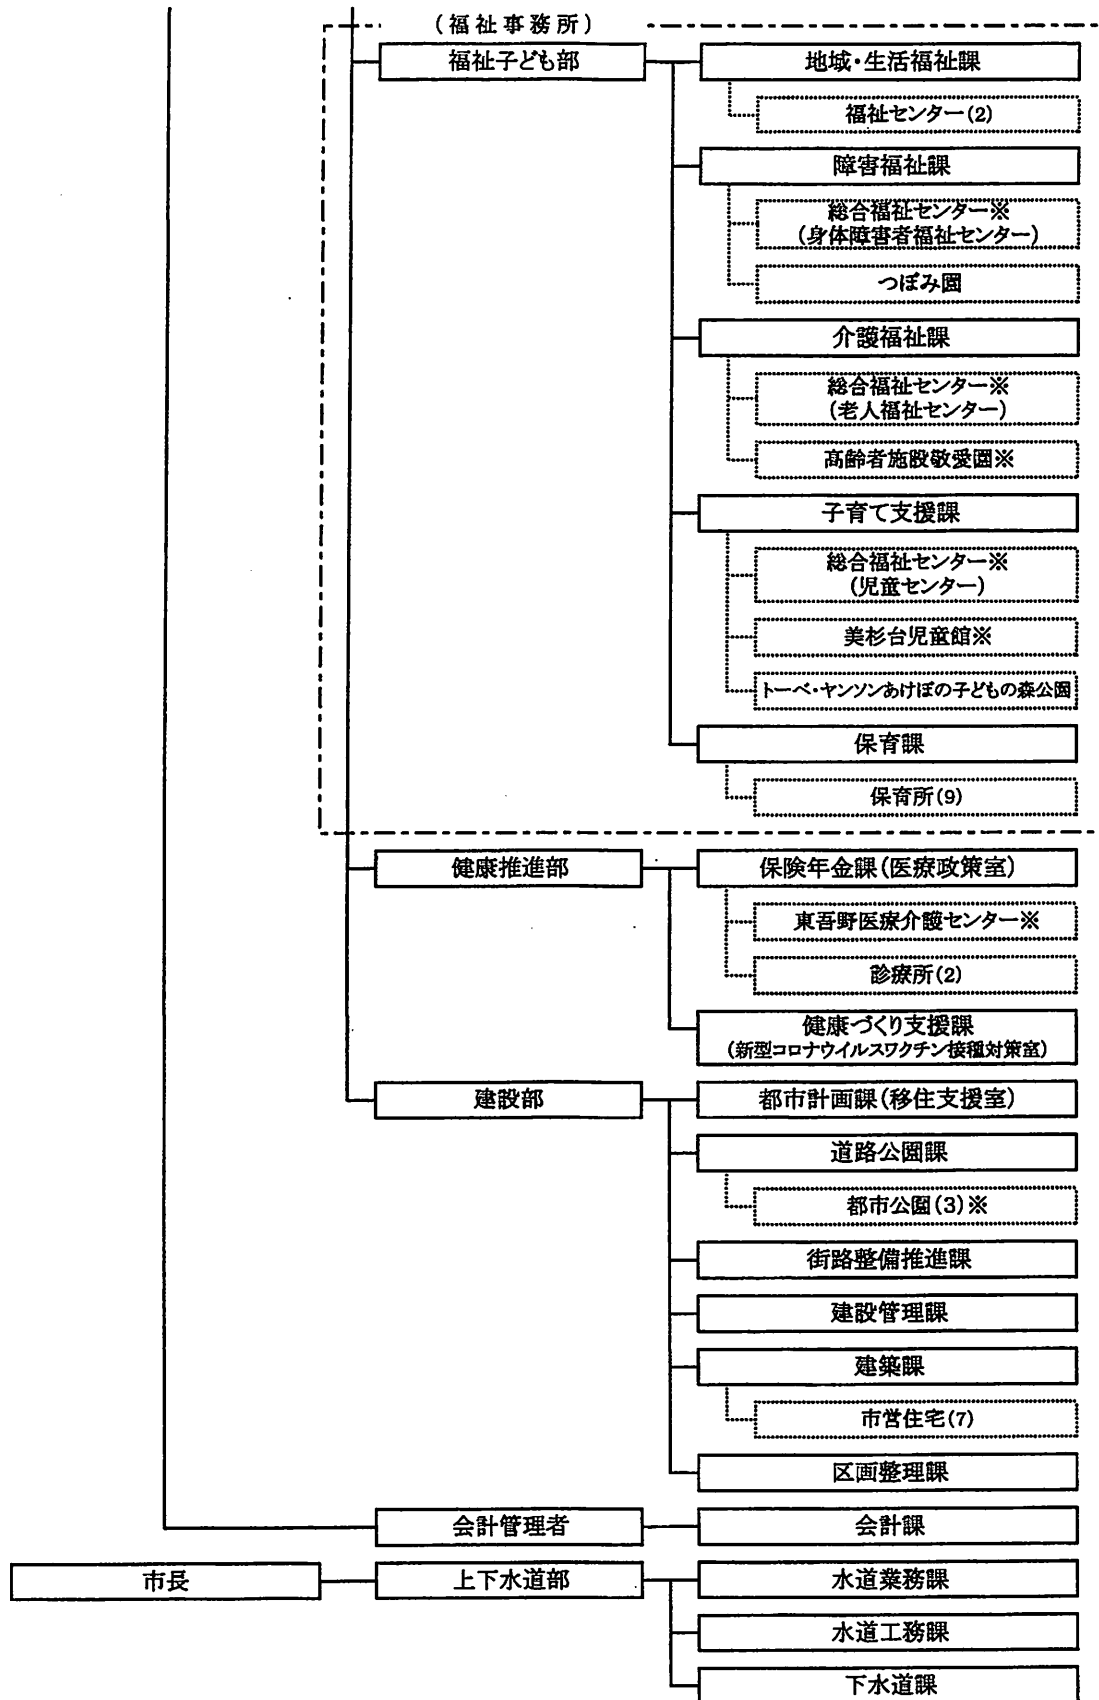 (福祉事務所)
福祉子ども部
地域・生活福祉課
福祉センター(2)
障害福祉課
総合福祉センター※
(身体障害者福祉センター)
つぼみ園
介護福祉課
総合福祉センター※
(老人福祉センター)
高齢者施設敬愛園※
子育て支援課
総合福祉センター※
(児童センター)
美杉台児童館※
トーベ・ヤンソンあけぼの子どもの森公園
保育課
保育所(9)
健康推進部
保険年金課(医療政策室)
東吾野医療介護センター※
診療所(2)
健康づくり支援課
(新型コロナウイルスワクチン接種対策室)
建設部
都市計画課(移住支援室)
道路公園課
都市公園(3)※
街路整備推進課
建設管理課
建築課
市営住宅(7)
区画整理課
会計管理者
会計課
市長
上下水道部
水道業務課
水道工務課
下水道課